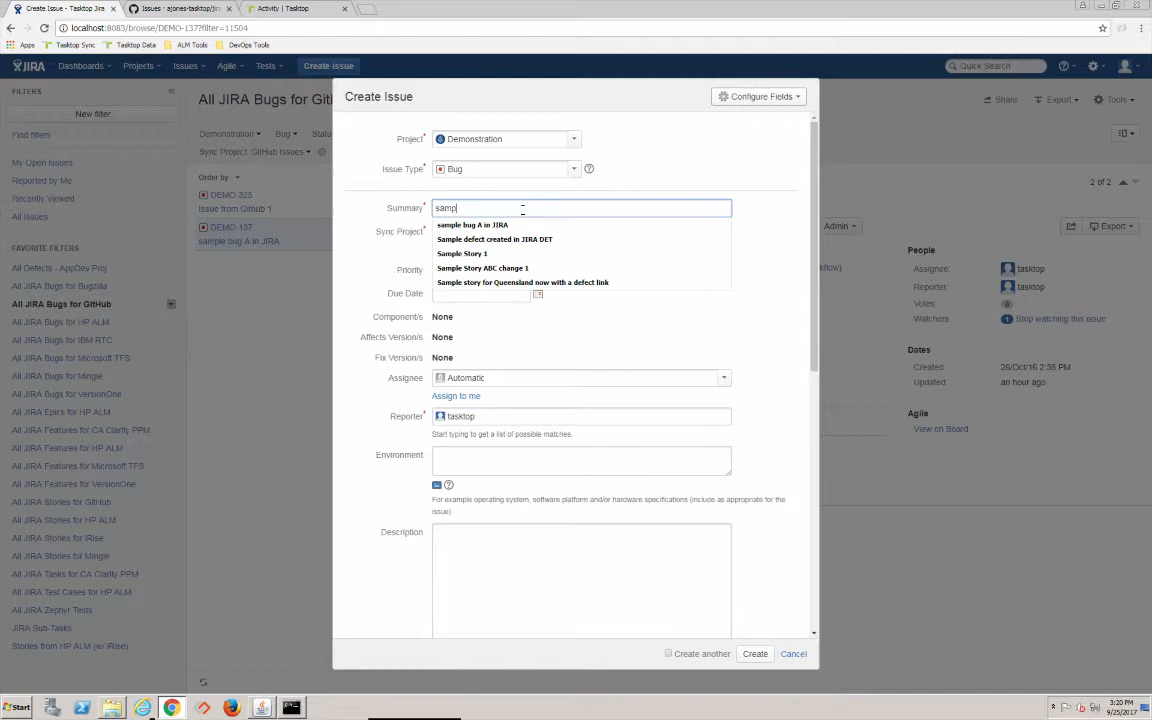 Create Issue - Tasktop Jira
Issues · ajones-tasktop/jir
Activity | Tasktop
localhost:8083/browse/DEMO-137?filter=11504
Apps
Tasktop Sync
Tasktop Data
ALM Tools
DevOps Tools
JIRA
Dashboards
Projects
Issues
Agile
Tests
Create issue
Quick Search
FILTERS
New filter
Find filters
My Open Issues
Reported by Me
Recently Viewed
All Issues
FAVORITE FILTERS
All Defects - AppDev Proj
All JIRA Bugs for Bugzilla
All JIRA Bugs for GitHub
All JIRA Bugs for HP ALM
All JIRA Bugs for IBM RTC
All JIRA Bugs for Microsoft TFS
All JIRA Bugs for Mingle
All JIRA Bugs for VersionOne
All JIRA Epics for HP ALM
All JIRA Features for CA Clarity PPM
All JIRA Features for HP ALM
All JIRA Features for Microsoft TFS
All JIRA Features for VersionOne
All JIRA Stories for GitHub
All JIRA Stories for HP ALM
All JIRA Stories for iRise
All JIRA Stories for Mingle
All JIRA Tasks for CA Clarity PPM
All JIRA Test Cases for HP ALM
All JIRA Zephyr Tests
JIRA Sub-Tasks
Stories from HP ALM (w/ iRise)
All JIRA Bugs for GitH
Demonstration
Bug
Statu
Sync Project: GitHub Issues
Order by
DEMO-325
Issue from Github 1
DEMO-137
sample bug A in JIRA
Create Issue
Configure Fields
Project*
Demonstration
Issue Type*
Bug
Summary*
samp
sample bug A in JIRA
Sample defect created in JIRA DET
Sample Story 1
Sample Story ABC change 1
Sample story for Queensland now with a defect link
Sync Project*
Priority
Due Date
Component/s
None
Affects Version/s
None
Fix Version/s
None
Assignee
Automatic
Assign to me
Reporter*
tasktop
Start typing to get a list of possible matches.
Environment
For example operating system, software platform and/or hardware specifications (include as appropriate for the
issue).
Description
Create another
Create
Cancel
Share
Export
Tools
2 of 2
Admin
Export
People
Assignee:
tasktop
Reporter:
tasktop
Votes:
0
Watchers:
1
Stop watching this issue
Dates
Created
26/Oct/16 2:38 PM
Updated
an hour ago
Agile
View on Board
Start
3:20 PM
9/25/2017